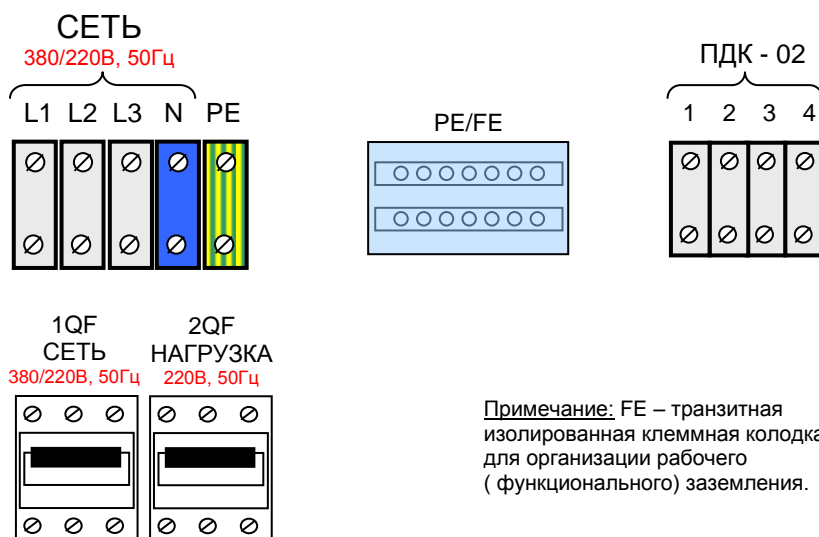 СЕТЬ
380/220В, 50Гц
L1 L2 L3 N PE
PE/FE
ПДК - 02
1 2 3 4
1QF
СЕТЬ
380/220В, 50Гц
2QF
НАГРУЗКА
220В, 50Гц
Примечание: FE – транзитная
изолированная клеммная колодка
для организации рабочего
( функционального) заземления.